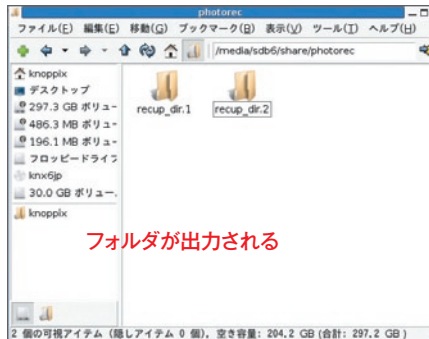 photorec
ファイル(E) 編集(E) 移動(G) ブックマーク(B) 表示(V) ツール(T) ヘルプ(H)
/media/sdb6/share/photorec
knoppix
デスクトップ
297.3 GB ボリュー
486.3 MB ボリュー
196.1 MB ボリュー
フロッピードライブ
knx6jp
30.0 GB ボリュー.
knoppix
recup_dir.1
recup_dir.2
フォルダが出力される
2 個の可視アイテム (隠しアイテム 0 個), 空き容量: 204.2 GB (合計: 297.2 GB )